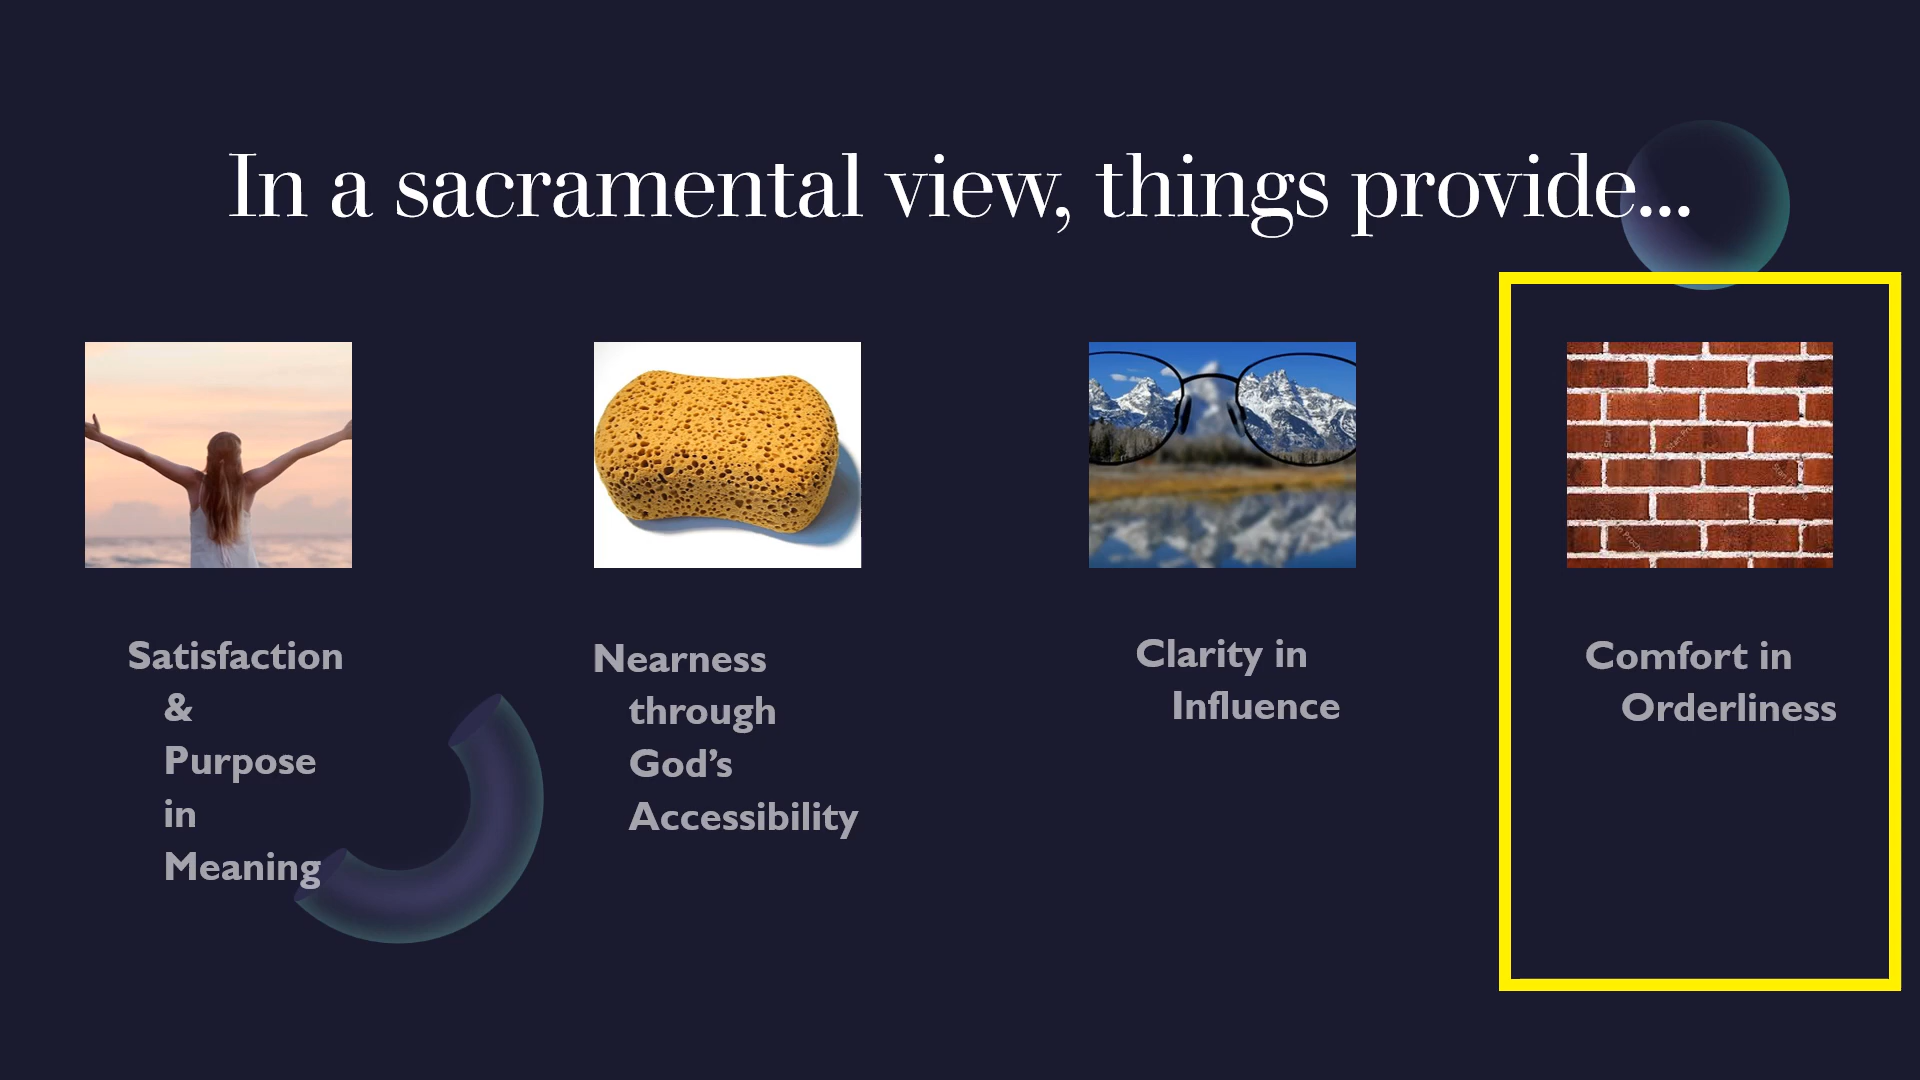 In a sacramental view, things provide...
Satisfaction
&
Purpose
in
Meaning
Nearness
through
God’s
Accessibility
Clarity in
Influence
Comfort in
Orderliness